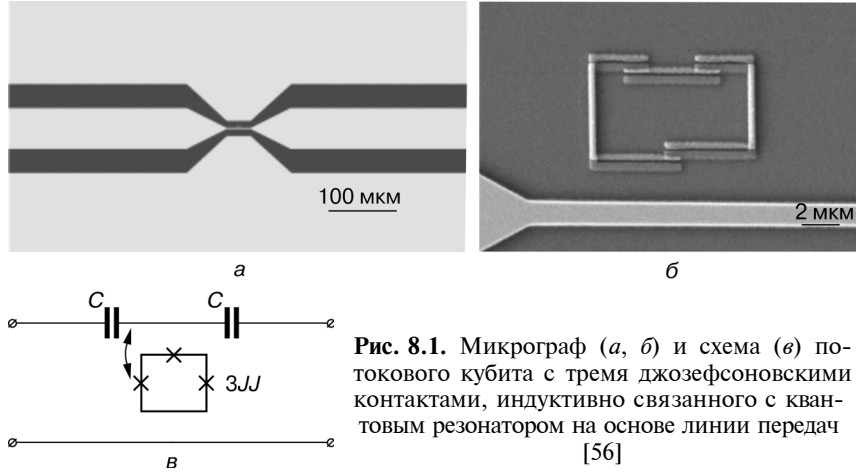 100 мкм
2 мкм
а
б
C
C
3JJ
в
Рис. 8.1. Микрограф (а, б) и схема (в) по-
токового кубита с тремя джозефсоновскими
контактами, индуктивно связанного с кван-
товым резонатором на основе линии передач
[56]